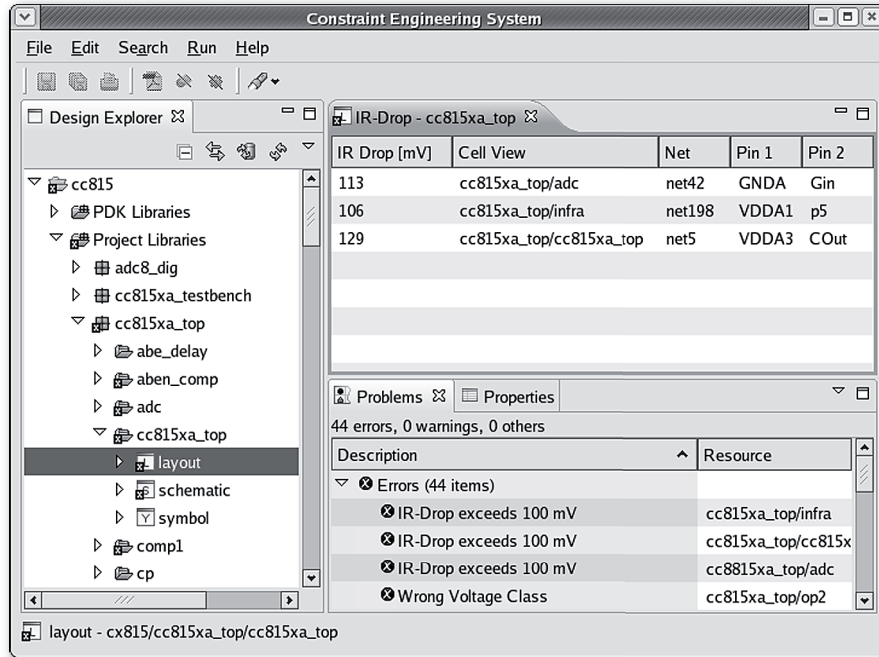 Constraint Engineering System
File Edit Search Run Help
Design Explorer
cc815
PDK Libraries
Project Libraries
adc8_dig
cc815xa_testbench
cc815xa_top
abe_delay
aben_comp
adc
cc815xa_top
layout
schematic
symbol
comp1
cp
IR-Drop - cc815xa_top
IR Drop [mV] Cell View Net Pin 1 Pin 2
113 cc815xa_top/adc net42 GNDA Gin
106 cc815xa_top/infra net198 VDDA1 p5
129 cc815xa_top/cc815xa_top net5 VDDA3 COut
Problems Properties
44 errors, 0 warnings, 0 others
Description Resource
Errors (44 items)
IR-Drop exceeds 100 mV cc815xa_top/infra
IR-Drop exceeds 100 mV cc815xa_top/cc815x
IR-Drop exceeds 100 mV cc8815xa_top/adc
Wrong Voltage Class cc815xa_top/op2
layout - cx815/cc815xa_top/cc815xa_top